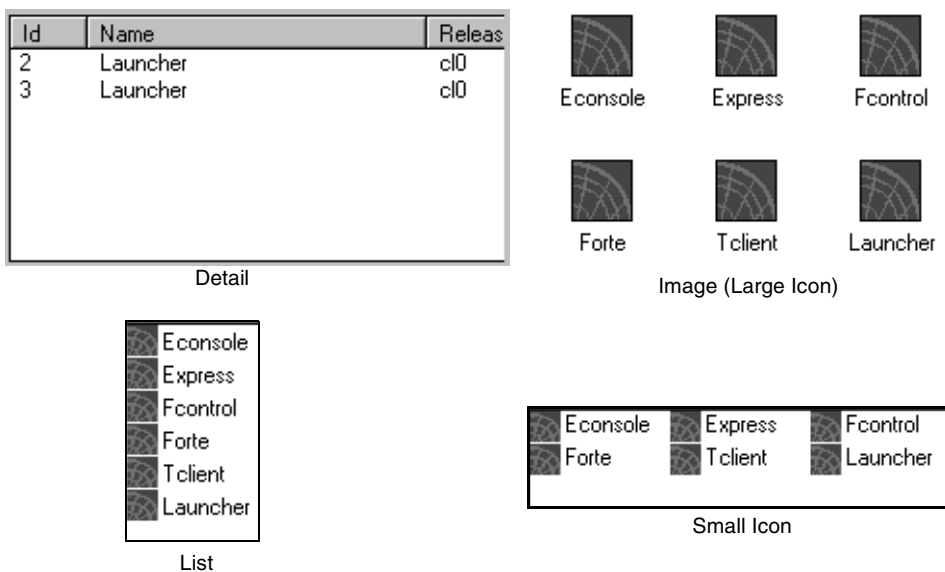 Id Name Releas
2 Launcher cl0
3 Launcher cl0
Detail
Econsole Express Fcontrol
Forte Tclient Launcher
Image (Large Icon)
Econsole
Express
Fcontrol
Forte
Tclient
Launcher
List
Econsole Express Fcontrol
Forte Tclient Launcher
Small Icon